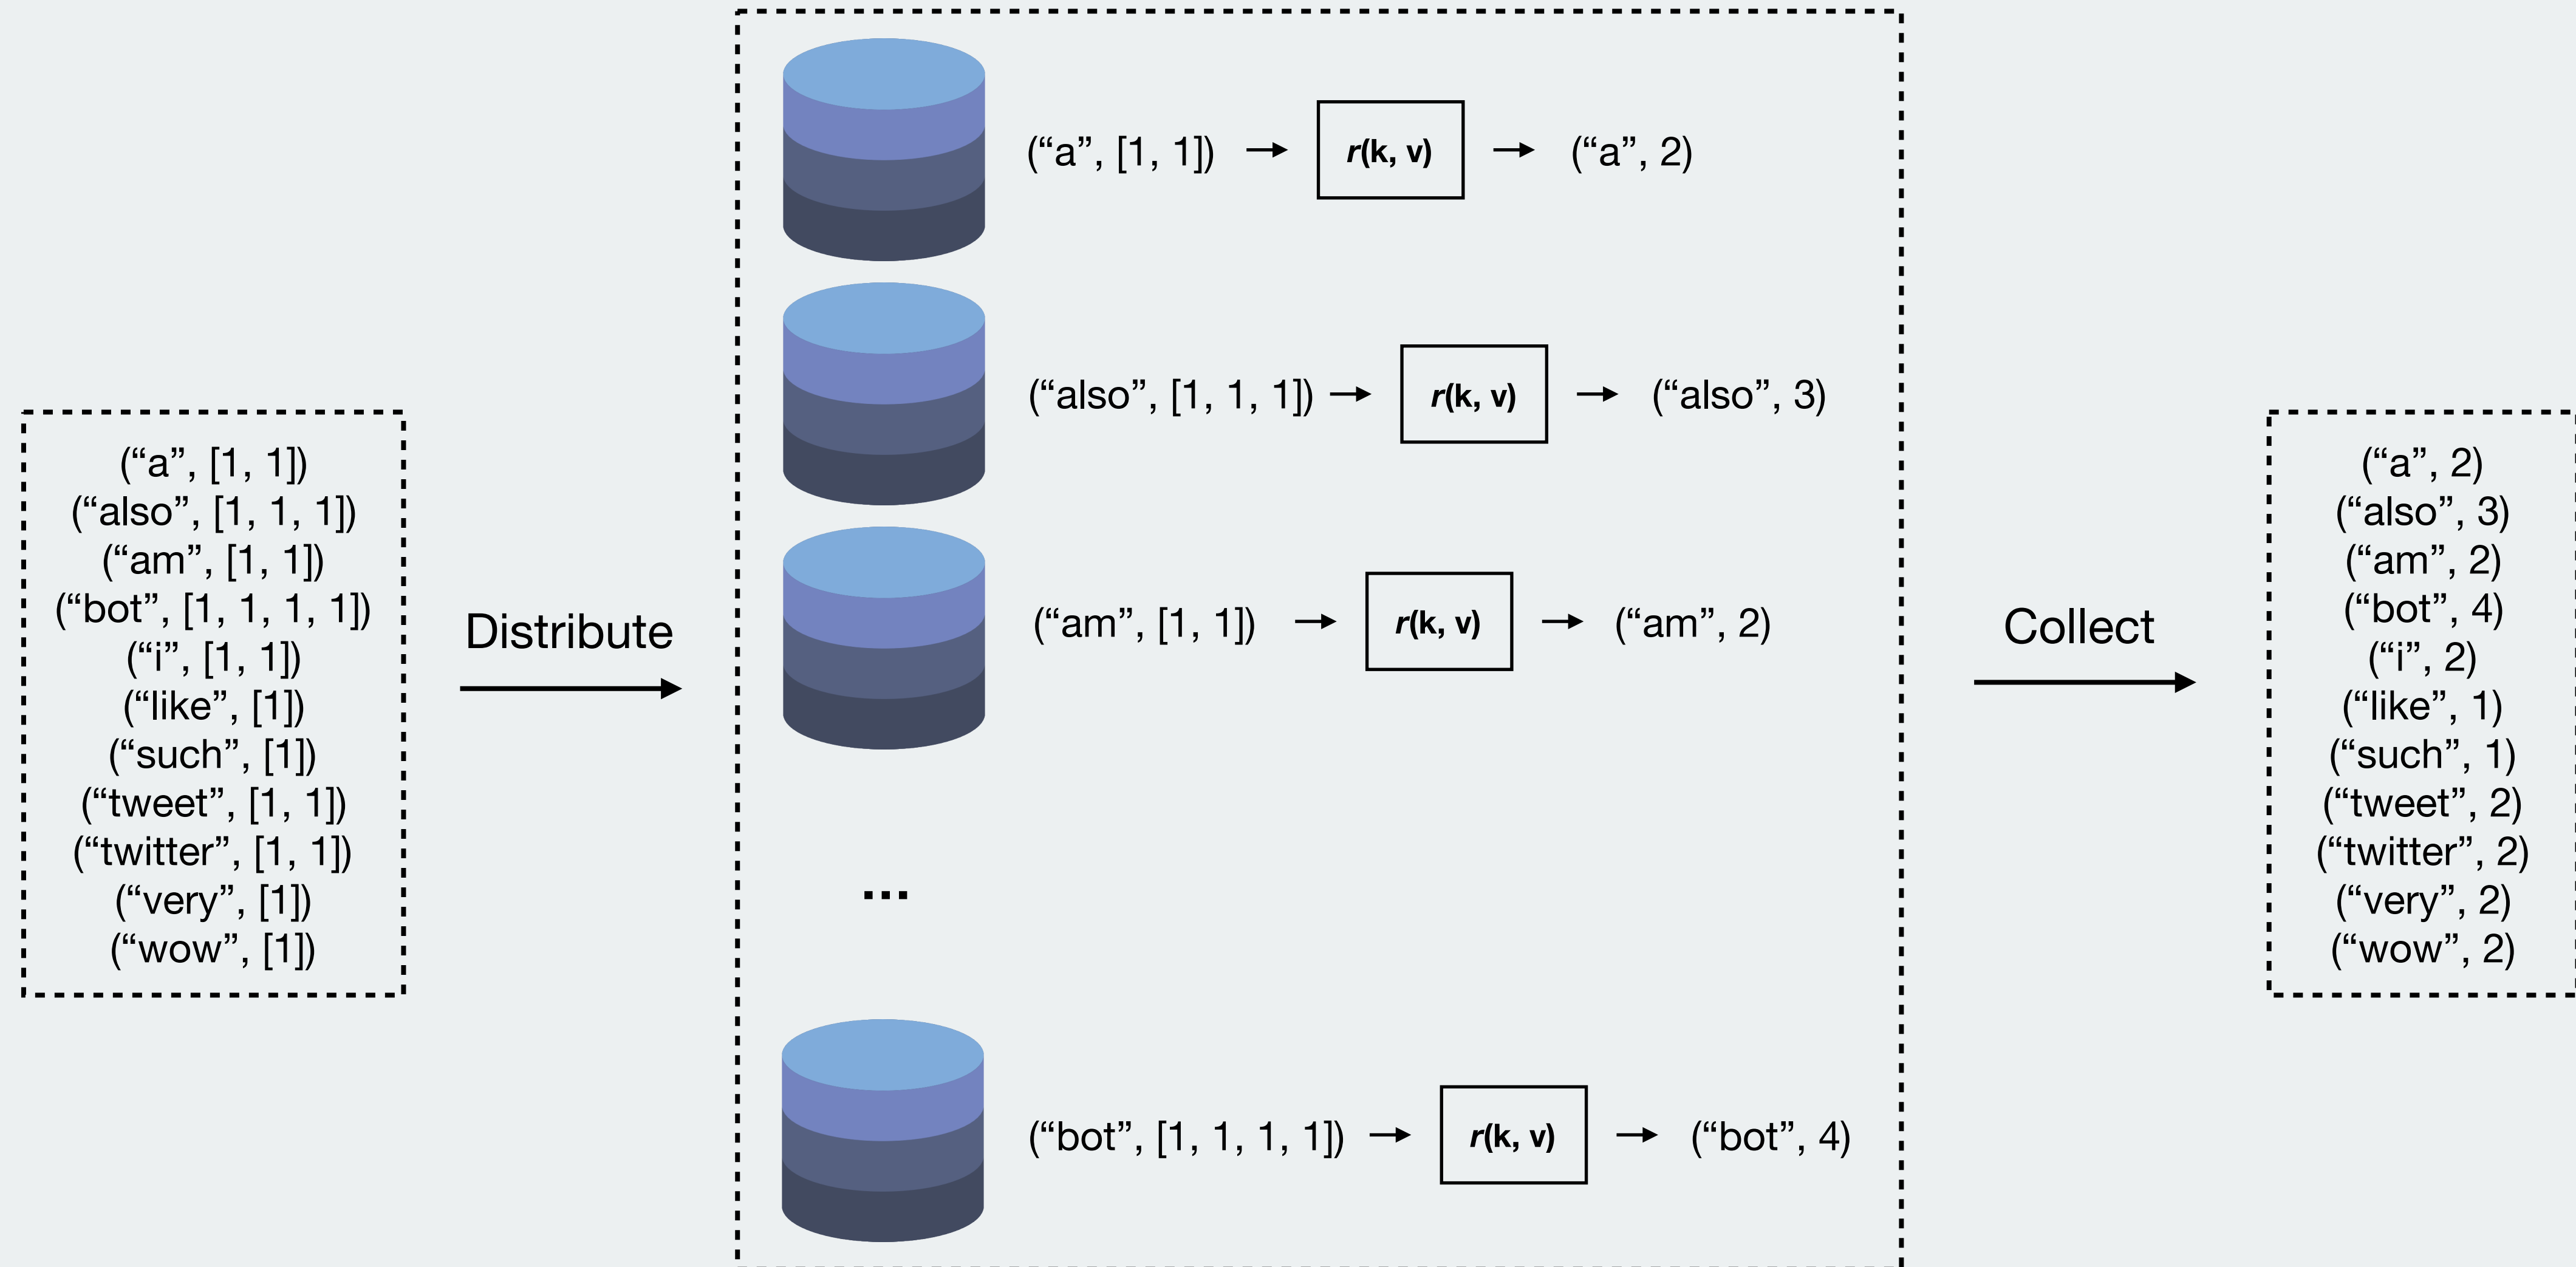 (“a”, [1, 1])
(“also”, [1, 1, 1])
(“am”, [1, 1])
(“bot”, [1, 1, 1, 1])
(“i”, [1, 1])
(“like”, [1])
(“such”, [1])
(“tweet”, [1, 1])
(“twitter”, [1, 1])
(“very”, [1])
(“wow”, [1])
Distribute
(“a”, [1, 1]) → r(k, v) → (“a”, 2)
(“also”, [1, 1, 1]) → r(k, v) → (“also”, 3)
(“am”, [1, 1]) → r(k, v) → (“am”, 2)
...
(“bot”, [1, 1, 1, 1]) → r(k, v) → (“bot”, 4)
Collect
(“a”, 2)
(“also”, 3)
(“am”, 2)
(“bot”, 4)
(“i”, 2)
(“like”, 1)
(“such”, 1)
(“tweet”, 2)
(“twitter”, 2)
(“very”, 2)
(“wow”, 2)